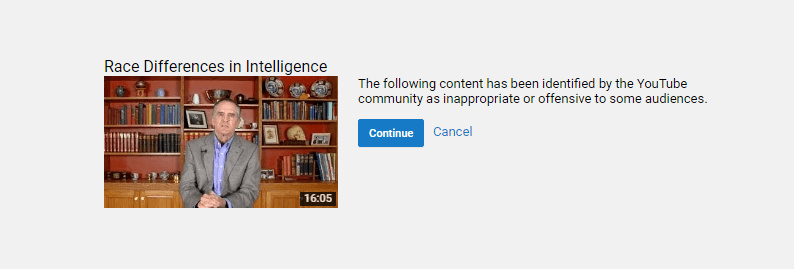 Race Differences in Intelligence
The following content has been identified by the YouTube
community as inappropriate or offensive to some audiences.
Continue Cancel
16:05